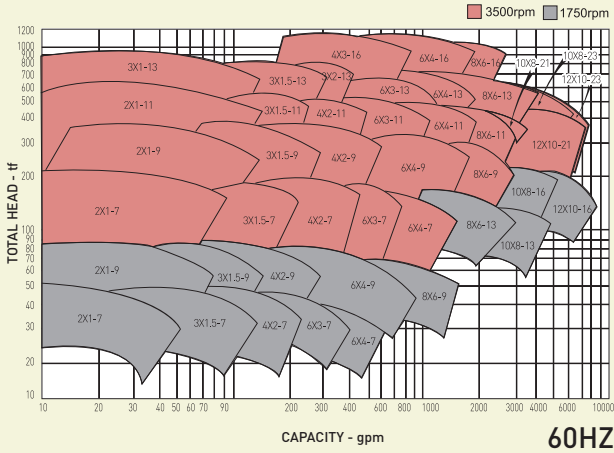 3500rpm 1750rpm
1200
1000
900
800
700
600
500
400
300
200
100
90
80
70
60
50
40
30
20
10
TOTAL HEAD - tf
4X3-16 6X4-16 8X6-16 10X8-21 10X8-23 12X10-23
3X1-13 3X1.5-13 3X2-13 6X3-13 6X4-13 8X6-13
2X1-11 3X1.5-11 4X2-11 6X3-11 6X4-11 8X6-11 12X10-21
2X1-9 3X1.5-9 4X2-9 6X4-9 8X6-9
10X8-16 12X10-16
2X1-7 3X1.5-7 4X2-7 6X3-7 6X4-7 8X6-13 10X8-13
2X1-9 3X1.5-9 4X2-9 6X4-9 8X6-9
2X1-7 3X1.5-7 4X2-7 6X3-7 6X4-7
10 20 30 40 50 60 70 90 200 300 400 600 800 1000 2000 3000 4000 6000 10000
CAPACITY - gpm
60HZ